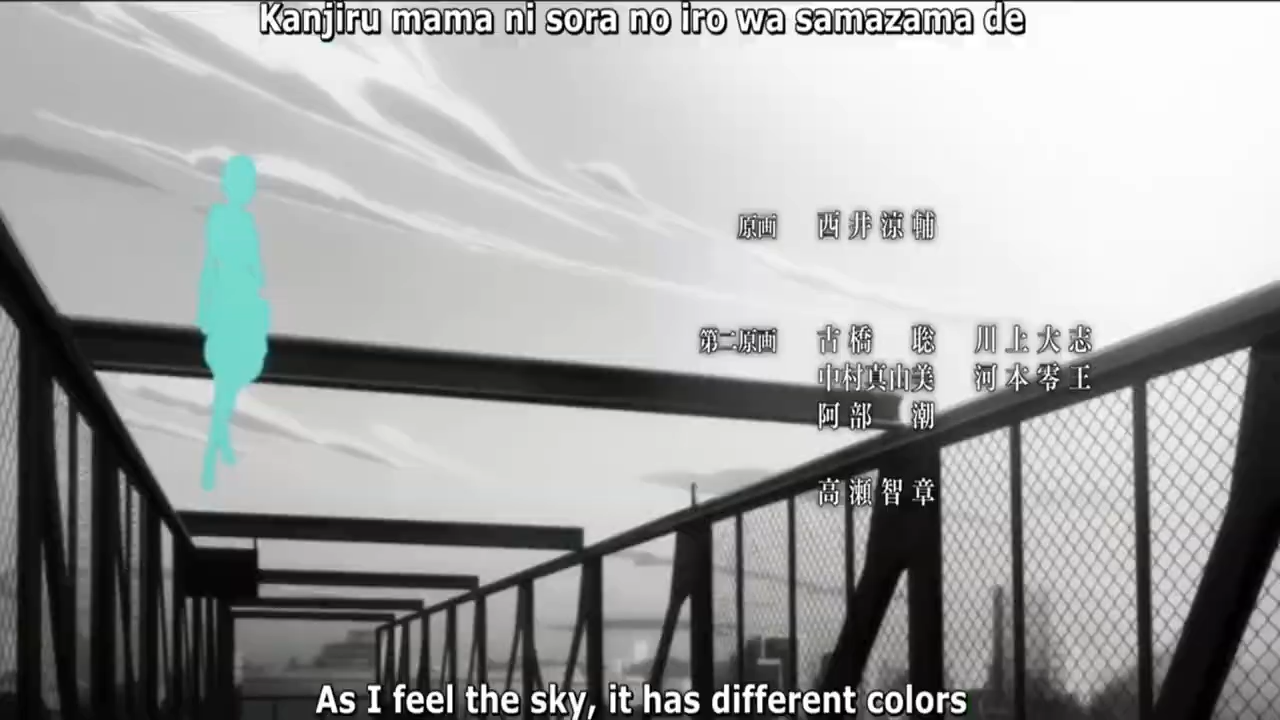 Kanjiru mama ni sora no iro wa samazama de
原画 西井涼輔
第二原画 古橋 聡 川上大志
中村真由美 河本零王
阿部 潮
高瀬智章
As I feel the sky, it has different colors